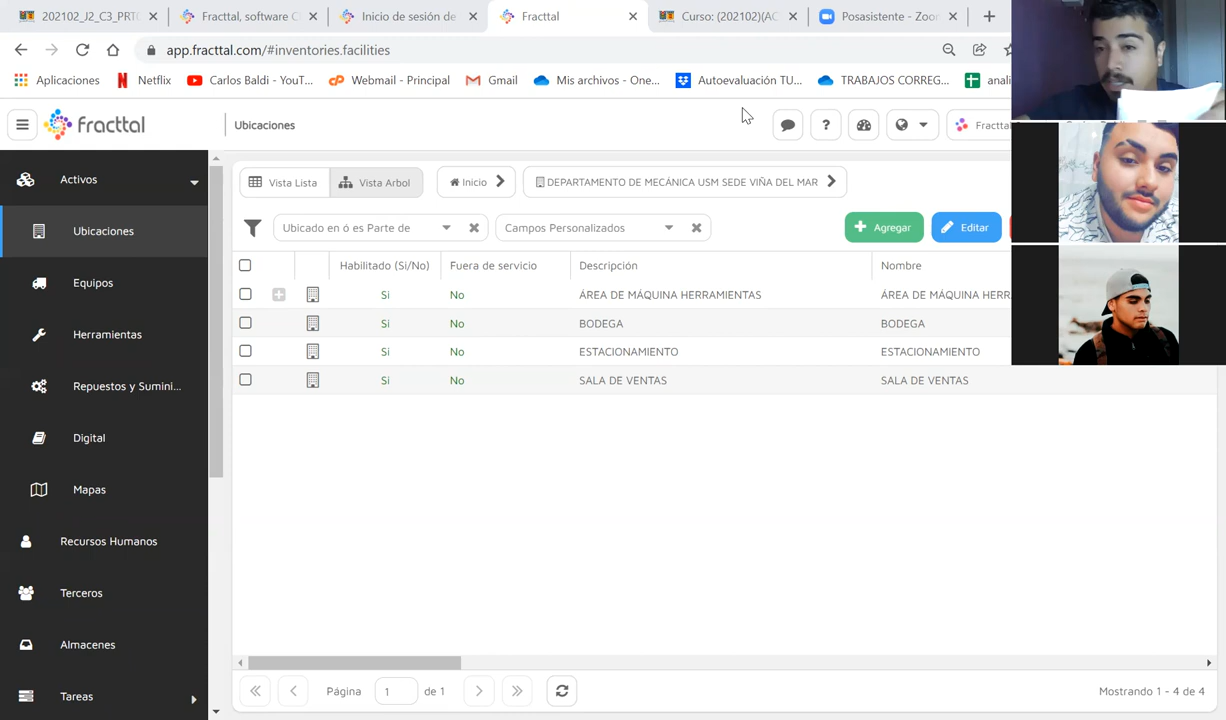 202102_J2_C3_PRTC
Fracttal, software C
Inicio de sesión de
Fracttal
Curso: (202102)(AC
Posasistente - Zoor
app.fracttal.com/#inventories.facilities
Aplicaciones
Netflix
Carlos Baldi - YouT...
Webmail - Principal
Gmail
Mis archivos - One...
Autoevaluación TU...
TRABAJOS CORREG...
anali
fracttal
Ubicaciones
?
Fractta
Activos
Vista Lista
Vista Arbol
Inicio
DEPARTAMENTO DE MECÁNICA USM SEDE VIÑA DEL MAR
Ubicaciones
Ubicado en ó es Parte de
Campos Personalizados
Agregar
Editar
Habilitado (Si/No)
Fuera de servicio
Descripción
Nombre
Equipos
Si
No
ÁREA DE MÁQUINA HERRAMIENTAS
ÁREA DE MÁQUINA HERR
Herramientas
Si
No
BODEGA
BODEGA
Si
No
ESTACIONAMIENTO
ESTACIONAMIENTO
Repuestos y Sumini...
Si
No
SALA DE VENTAS
SALA DE VENTAS
Digital
Mapas
Recursos Humanos
Terceros
Almacenes
Tareas
Página
1
de 1
Mostrando 1 - 4 de 4